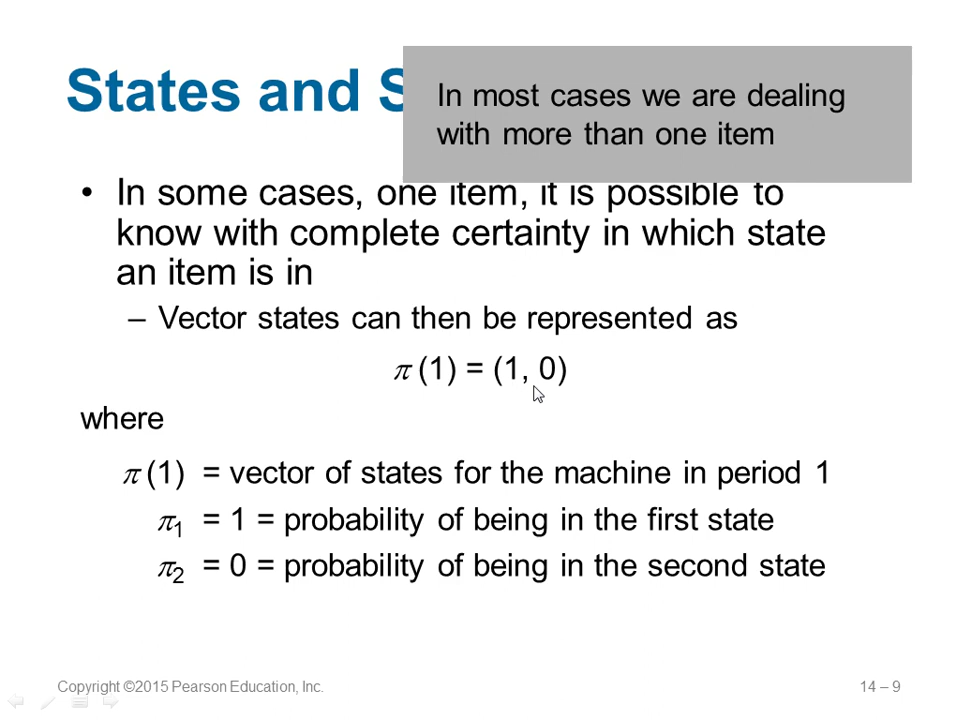 States and S
In most cases we are dealing
with more than one item
• In some cases, one item, it is possible to
know with complete certainty in which state
an item is in
– Vector states can then be represented as
π (1) = (1, 0)
where
π (1) = vector of states for the machine in period 1
π1 = 1 = probability of being in the first state
π2 = 0 = probability of being in the second state
Copyright ©2015 Pearson Education, Inc.
14 – 9